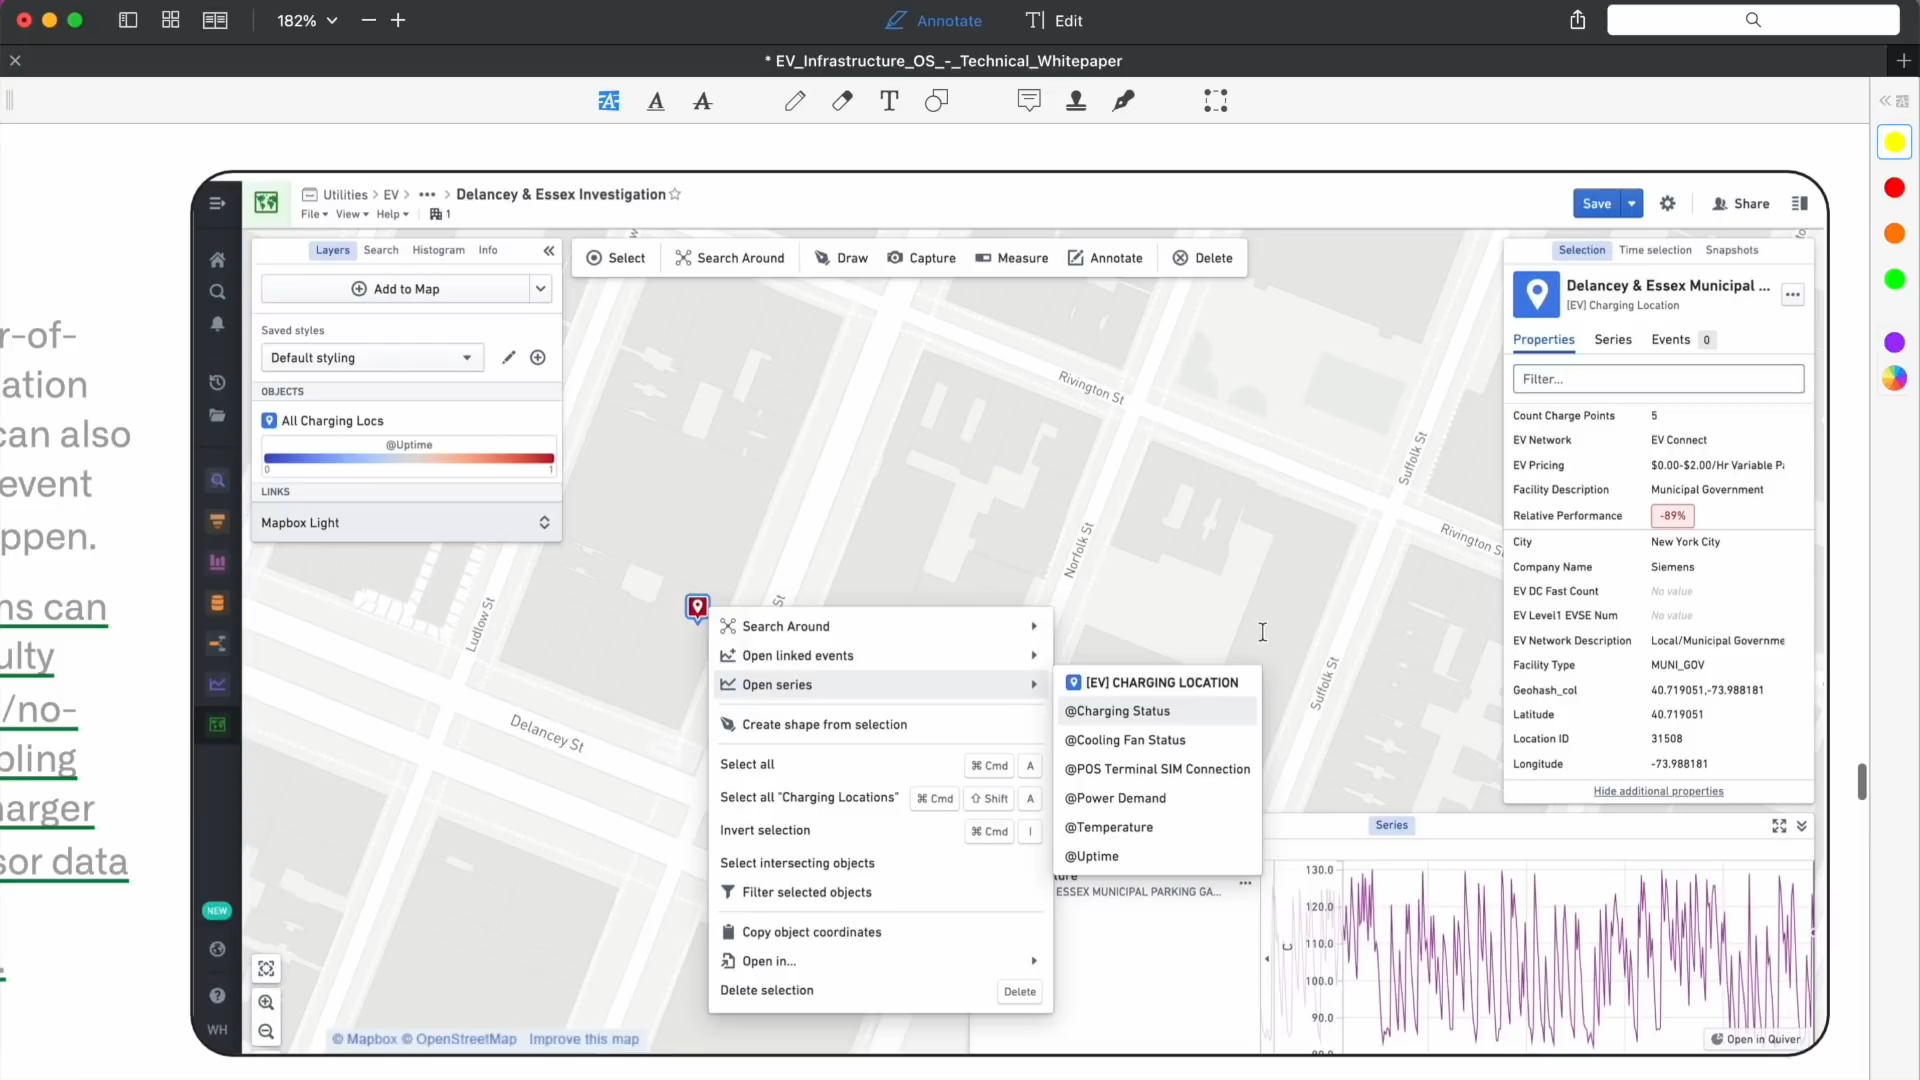 182%
Annotate
Edit
* EV_Infrastructure_OS_-_Technical_Whitepaper
r-of-
ation
can also
event
ppen.
ns can
ulty
/no-
oling
harger
sor data
Utilities > EV > ••• > Delancey & Essex Investigation
File View Help 1
Save
Share
Layers Search Histogram Info
Add to Map
Saved styles
Default styling
OBJECTS
All Charging Locs
@Uptime
0 1
LINKS
Mapbox Light
NEW
WH
Select
Search Around
Draw
Capture
Measure
Annotate
Delete
Rivington St
Suffolk St
Rivington S
Norfolk St
Ludlow St
St
Delancey St
Suffolk St
© Mapbox © OpenStreetMap Improve this map
Search Around
Open linked events
Open series
Create shape from selection
Select all ⌘ Cmd A
Select all "Charging Locations" ⌘ Cmd ⇧ Shift A
Invert selection ⌘ Cmd I
Select intersecting objects
Filter selected objects
Copy object coordinates
Open in...
Delete selection Delete
[EV] CHARGING LOCATION
@Charging Status
@Cooling Fan Status
@POS Terminal SIM Connection
@Power Demand
@Temperature
@Uptime
ESSEX MUNICIPAL PARKING GA...
Selection Time selection Snapshots
Delancey & Essex Municipal ...
[EV] Charging Location
Properties Series Events 0
Filter...
Count Charge Points 5
EV Network EV Connect
EV Pricing $0.00-$2.00/Hr Variable Pa
Facility Description Municipal Government
Relative Performance -89%
City New York City
Company Name Siemens
EV DC Fast Count No value
EV Level1 EVSE Num No value
EV Network Description Local/Municipal Governme
Facility Type MUNI_GOV
Geohash_col 40.719051,-73.988181
Latitude 40.719051
Location ID 31508
Longitude -73.988181
Hide additional properties
Series
130.0
120.0
110.0
100.0
90.0
C
Open in Quiver